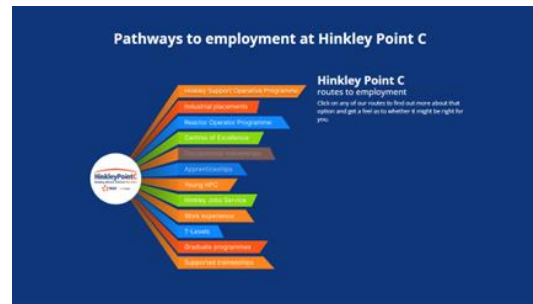 Pathways to employment at Hinkley Point C
Hinkley Support Operative Programme
Industrial placements
Reactor Operator Programme
Centres of Excellence
Apprenticeships
Young HPC
Hinkley Jobs Service
Work experience
T-Levels
Graduate programmes
Supported Internships
HinkleyPointC
Hinkley Point C
routes to employment
Click on any of our routes to find out more about that
option and get a feel as to whether it might be right for
you.